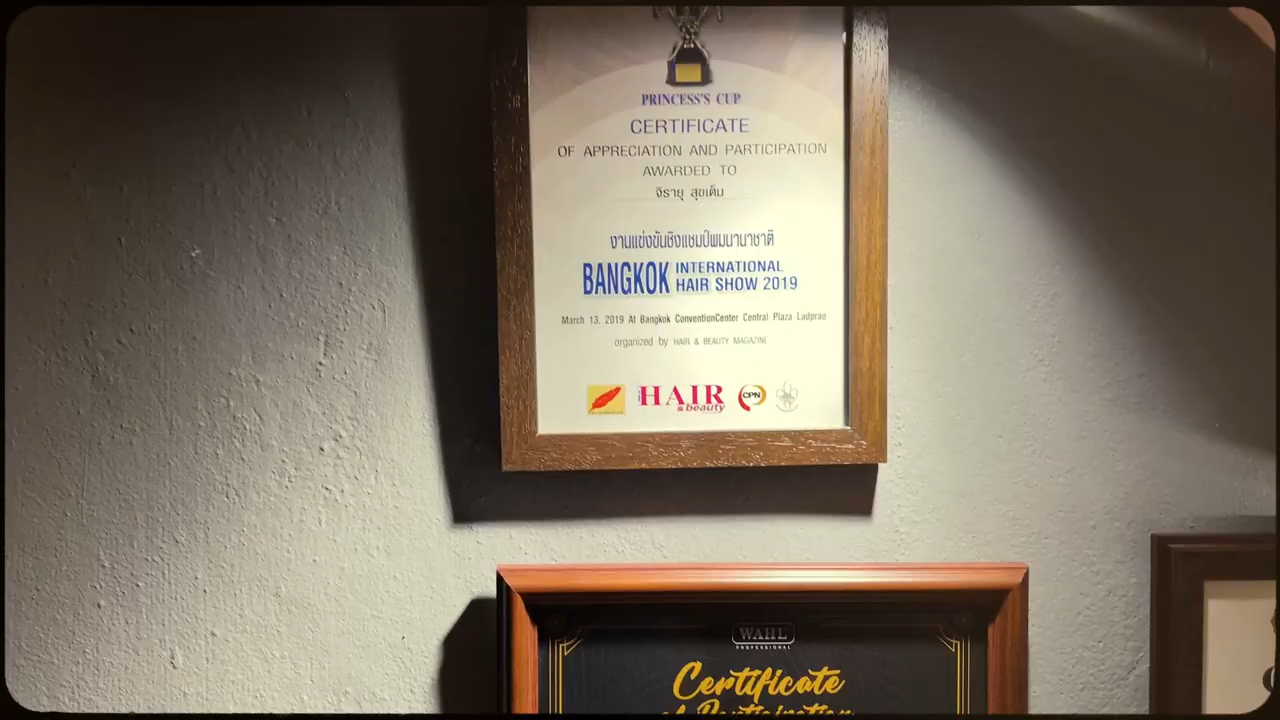 PRINCESS'S CUP
CERTIFICATE
OF APPRECIATION AND PARTICIPATION
AWARDED TO
จิรายุ สุขเต็ม
งานแข่งขันชิงแชมป์ผมนานาชาติ
BANGKOK INTERNATIONAL
HAIR SHOW 2019
March 13, 2019 At Bangkok ConventionCenter Central Plaza Ladprao
organized by HAIR & BEAUTY MAGAZINE
HAIR
& beauty
CPN
WAHL
PROFESSIONAL
Certificate
of Participation